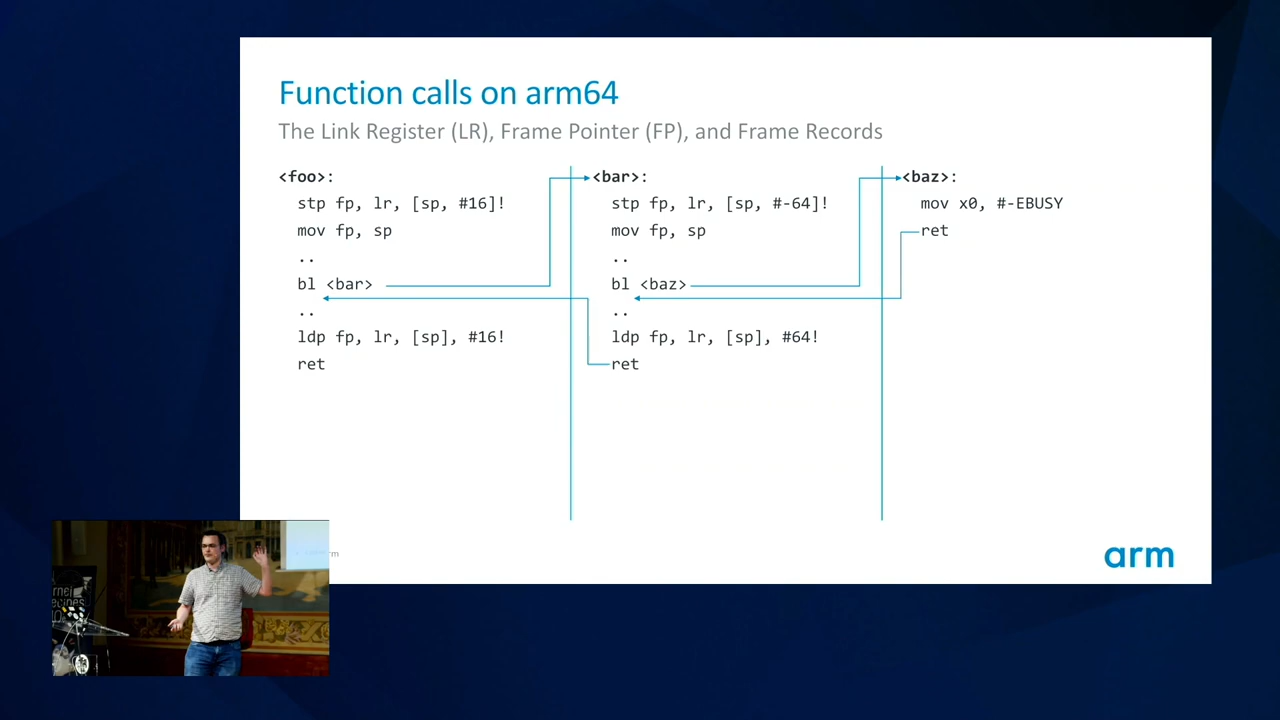 Function calls on arm64
The Link Register (LR), Frame Pointer (FP), and Frame Records
<foo>:
stp fp, lr, [sp, #16]!
mov fp, sp
..
bl <bar>
..
ldp fp, lr, [sp], #16!
ret
<bar>:
stp fp, lr, [sp, #-64]!
mov fp, sp
..
bl <baz>
..
ldp fp, lr, [sp], #64!
ret
<baz>:
mov x0, #-EBUSY
ret
arm